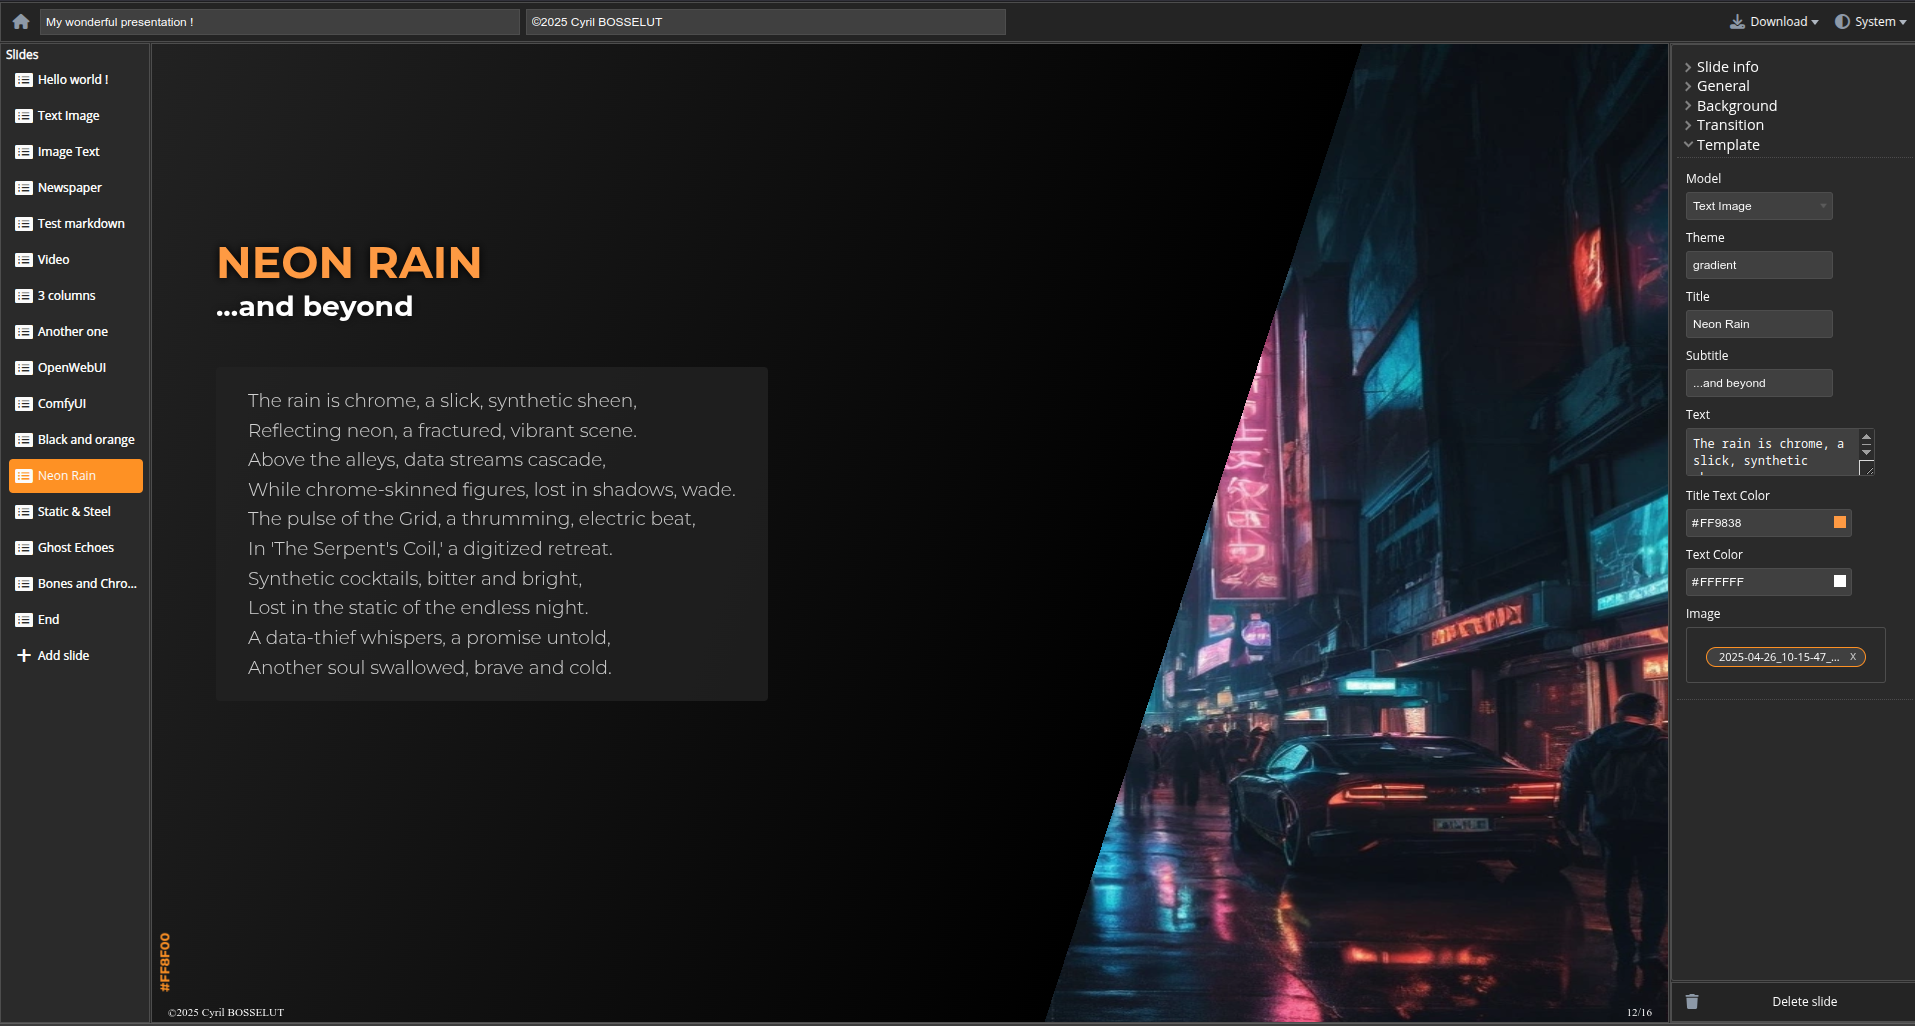 My wonderful presentation !
©2025 Cyril BOSSELUT
Download
System
Slides
Hello world !
Text Image
Image Text
Newspaper
Test markdown
Video
3 columns
Another one
OpenWebUI
ComfyUI
Black and orange
Neon Rain
Static & Steel
Ghost Echoes
Bones and Chro...
End
Add slide
NEON RAIN
...and beyond
The rain is chrome, a slick, synthetic sheen,
Reflecting neon, a fractured, vibrant scene.
Above the alleys, data streams cascade,
While chrome-skinned figures, lost in shadows, wade.
The pulse of the Grid, a thrumming, electric beat,
In 'The Serpent's Coil,' a digitized retreat.
Synthetic cocktails, bitter and bright,
Lost in the static of the endless night.
A data-thief whispers, a promise untold,
Another soul swallowed, brave and cold.
#FF8F00
©2025 Cyril BOSSELUT
12/16
Slide info
General
Background
Transition
Template
Model
Text Image
Theme
gradient
Title
Neon Rain
Subtitle
...and beyond
Text
The rain is chrome, a
slick, synthetic
Title Text Color
#FF9838
Text Color
#FFFFFF
Image
2025-04-26_10-15-47_...
x
Delete slide